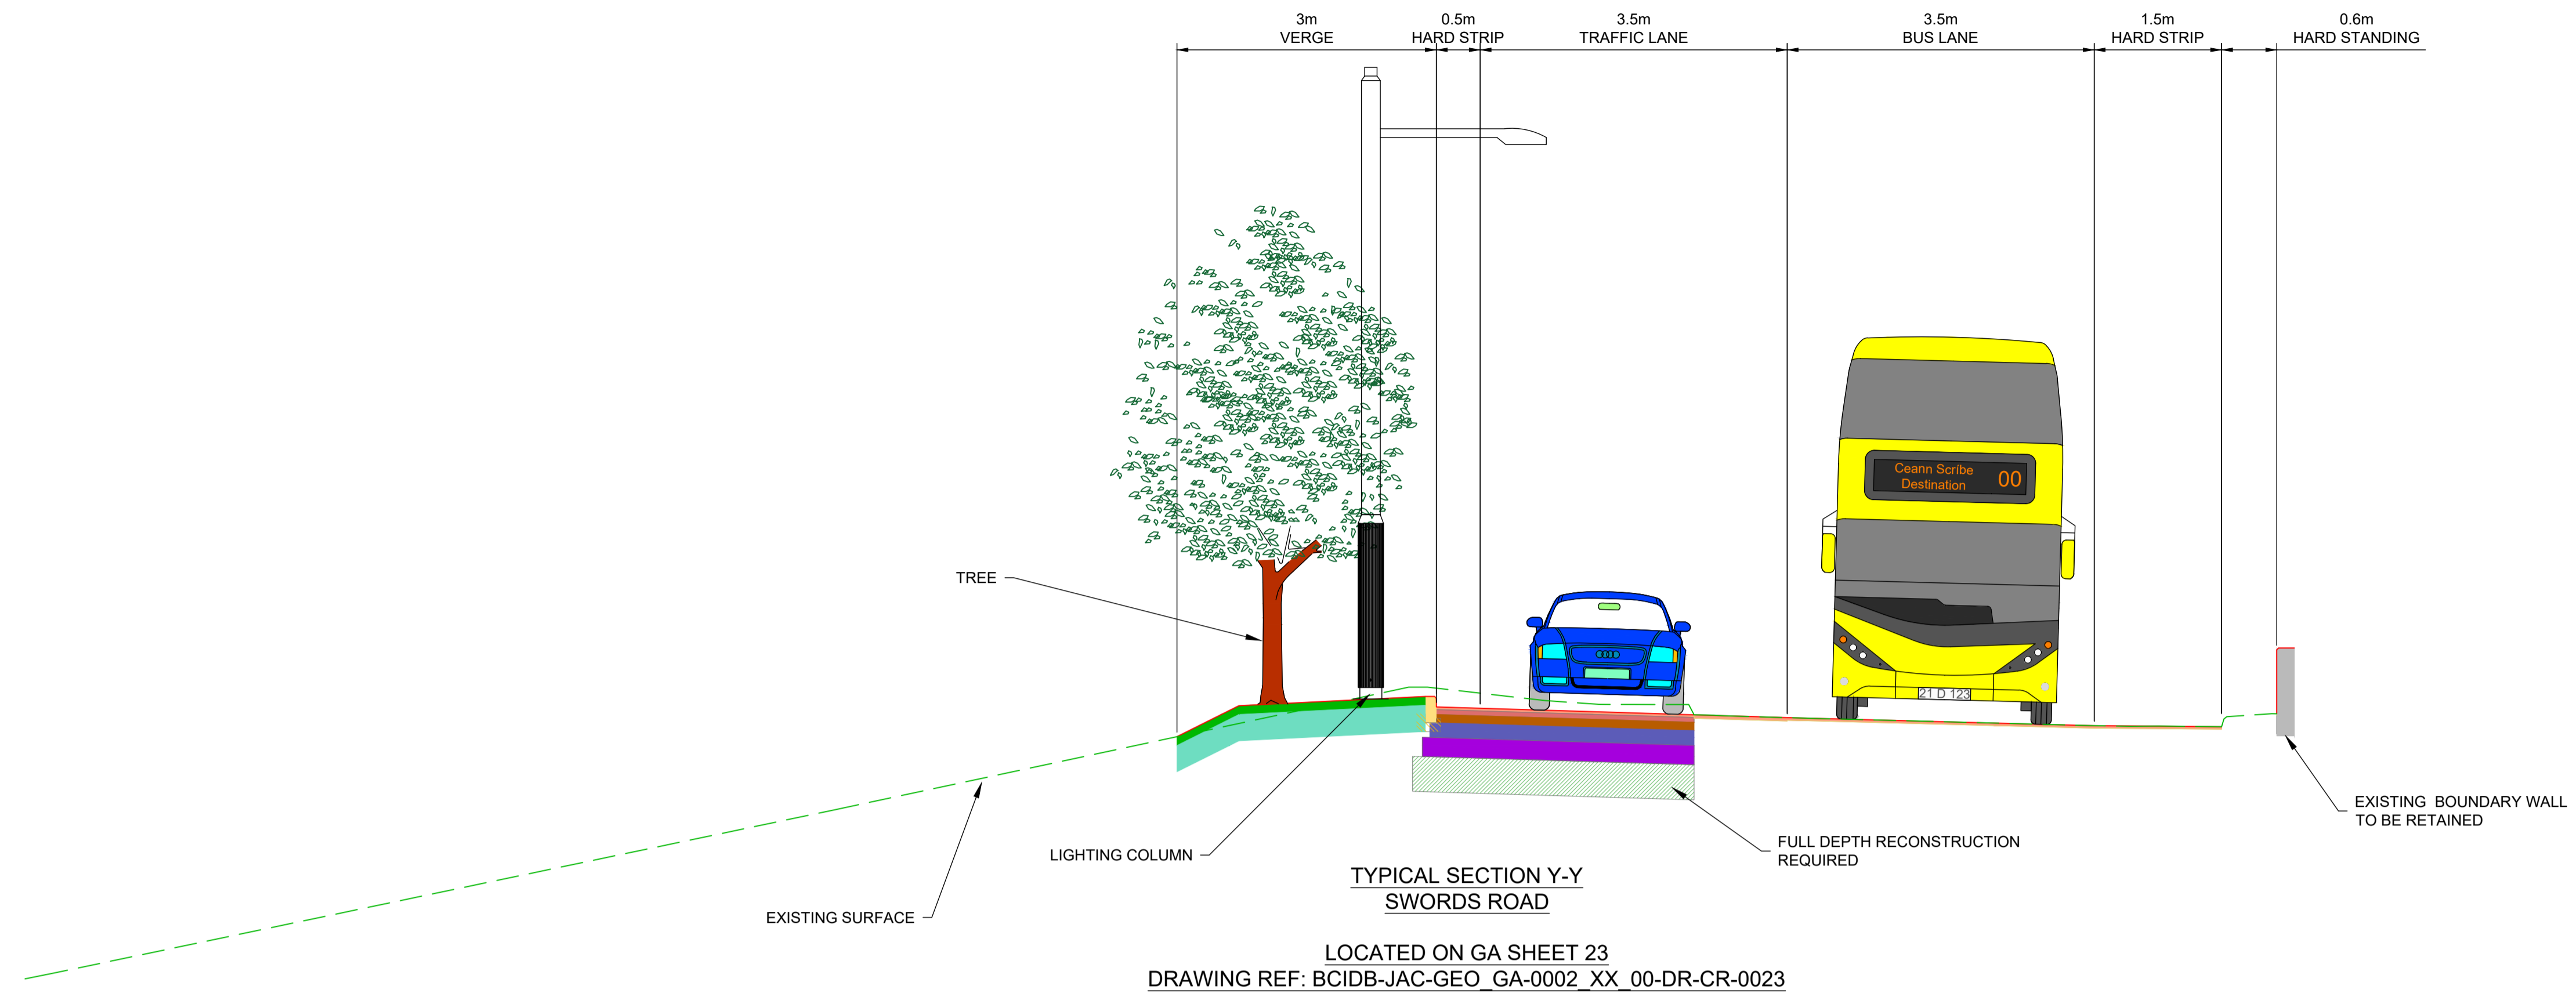 3m
VERGE
0.5m
HARD STRIP
3.5m
TRAFFIC LANE
3.5m
BUS LANE
1.5m
HARD STRIP
0.6m
HARD STANDING
Ceann Scríbe
Destination
00
21 D 123
TREE
LIGHTING COLUMN
EXISTING SURFACE
FULL DEPTH RECONSTRUCTION
REQUIRED
EXISTING BOUNDARY WALL
TO BE RETAINED
TYPICAL SECTION Y-Y
SWORDS ROAD
LOCATED ON GA SHEET 23
DRAWING REF: BCIDB-JAC-GEO_GA-0002_XX_00-DR-CR-0023